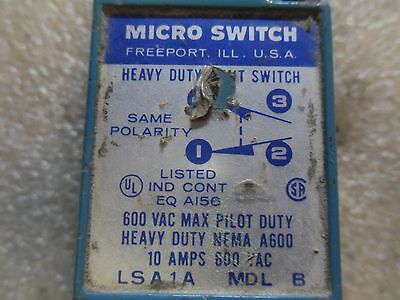 MICRO SWITCH
FREEPORT, ILL. U.S.A.
HEAVY DUTY SWITCH
3
SAME
POLARITY
1 2
UL LISTED
IND CONT
EQ A156 SA
600 VAC MAX PILOT DUTY
HEAVY DUTY NEMA A600
10 AMPS 600 VAC
LSA1A MDL B